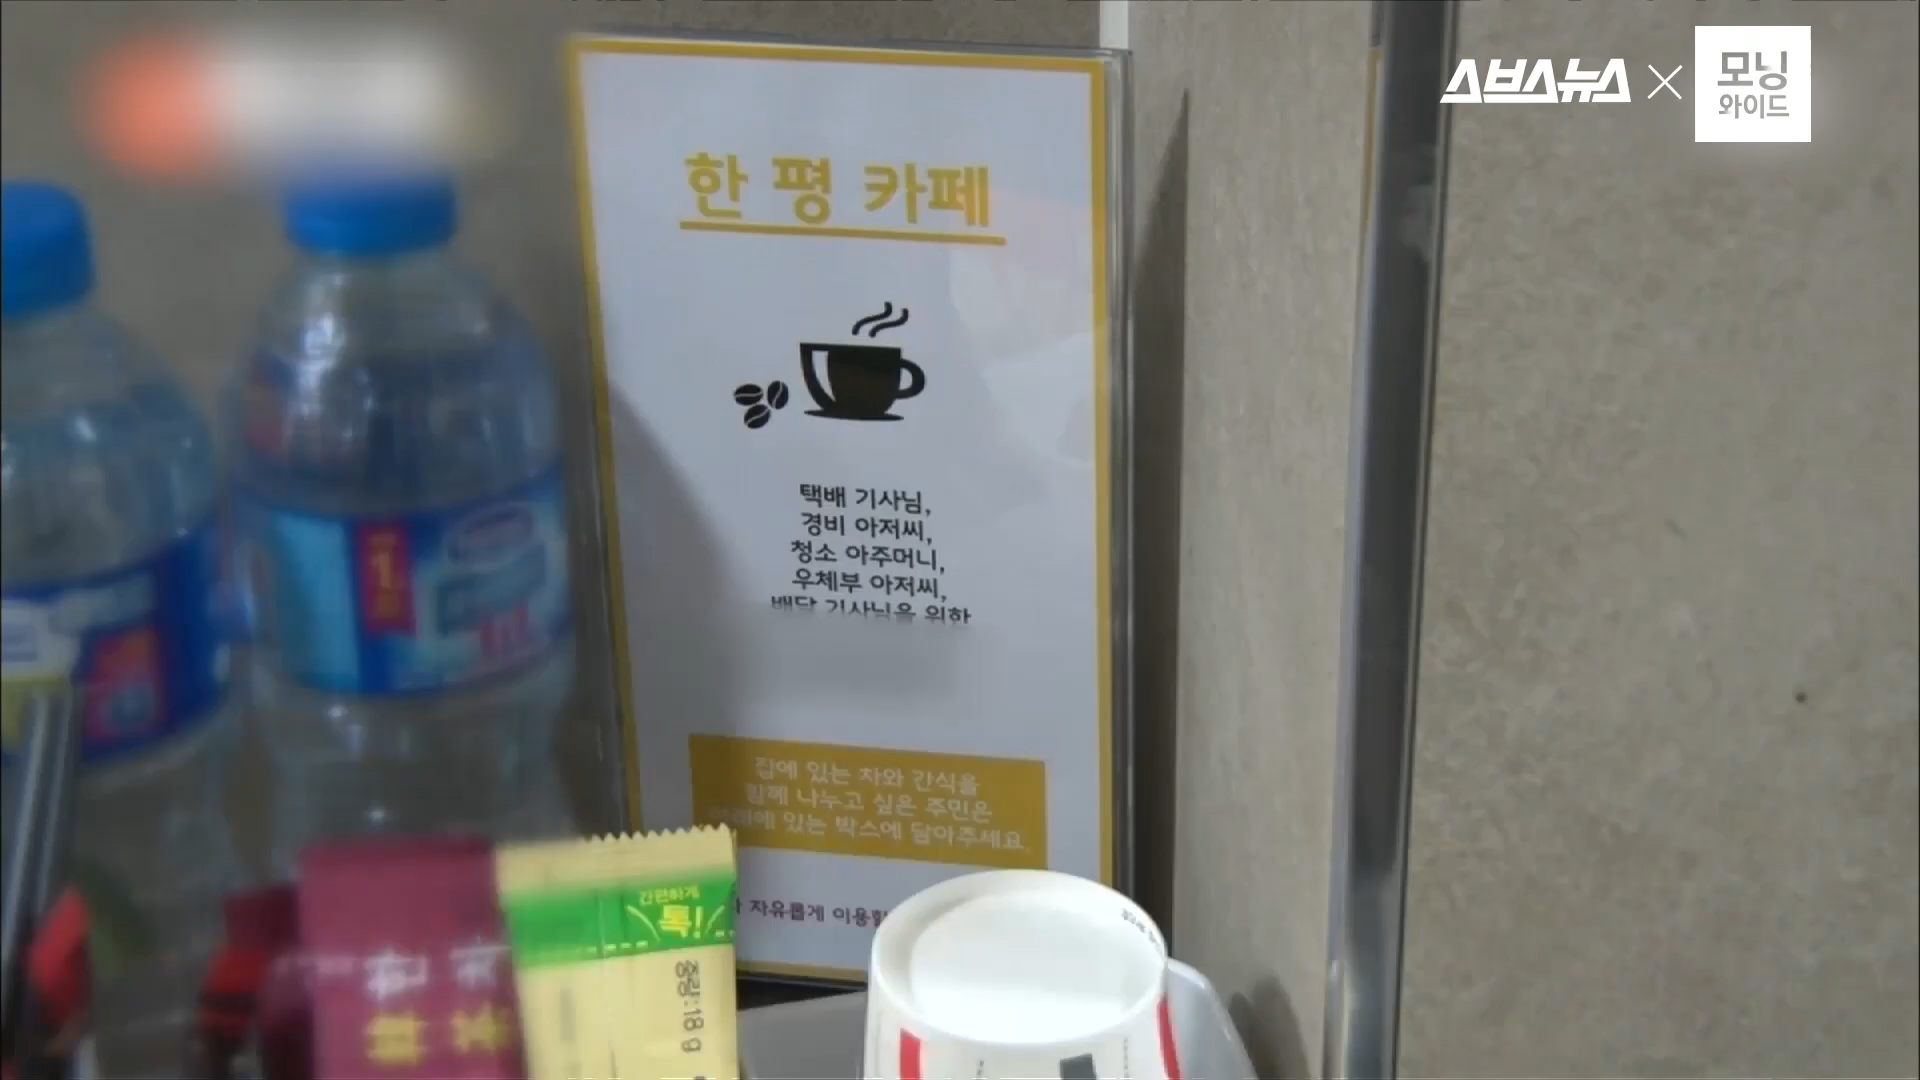 스브스뉴스 × 모닝 와이드
한 평 카페
택배 기사님,
경비 아저씨,
청소 아주머니,
우체부 아저씨,
배달 기사님을 위한
집에 있는 차와 간식을
함께 나누고 싶은 주민은
있는 박스에 담아주세요.
자유롭게 이용할
간편하게
톡!
중량:18 g